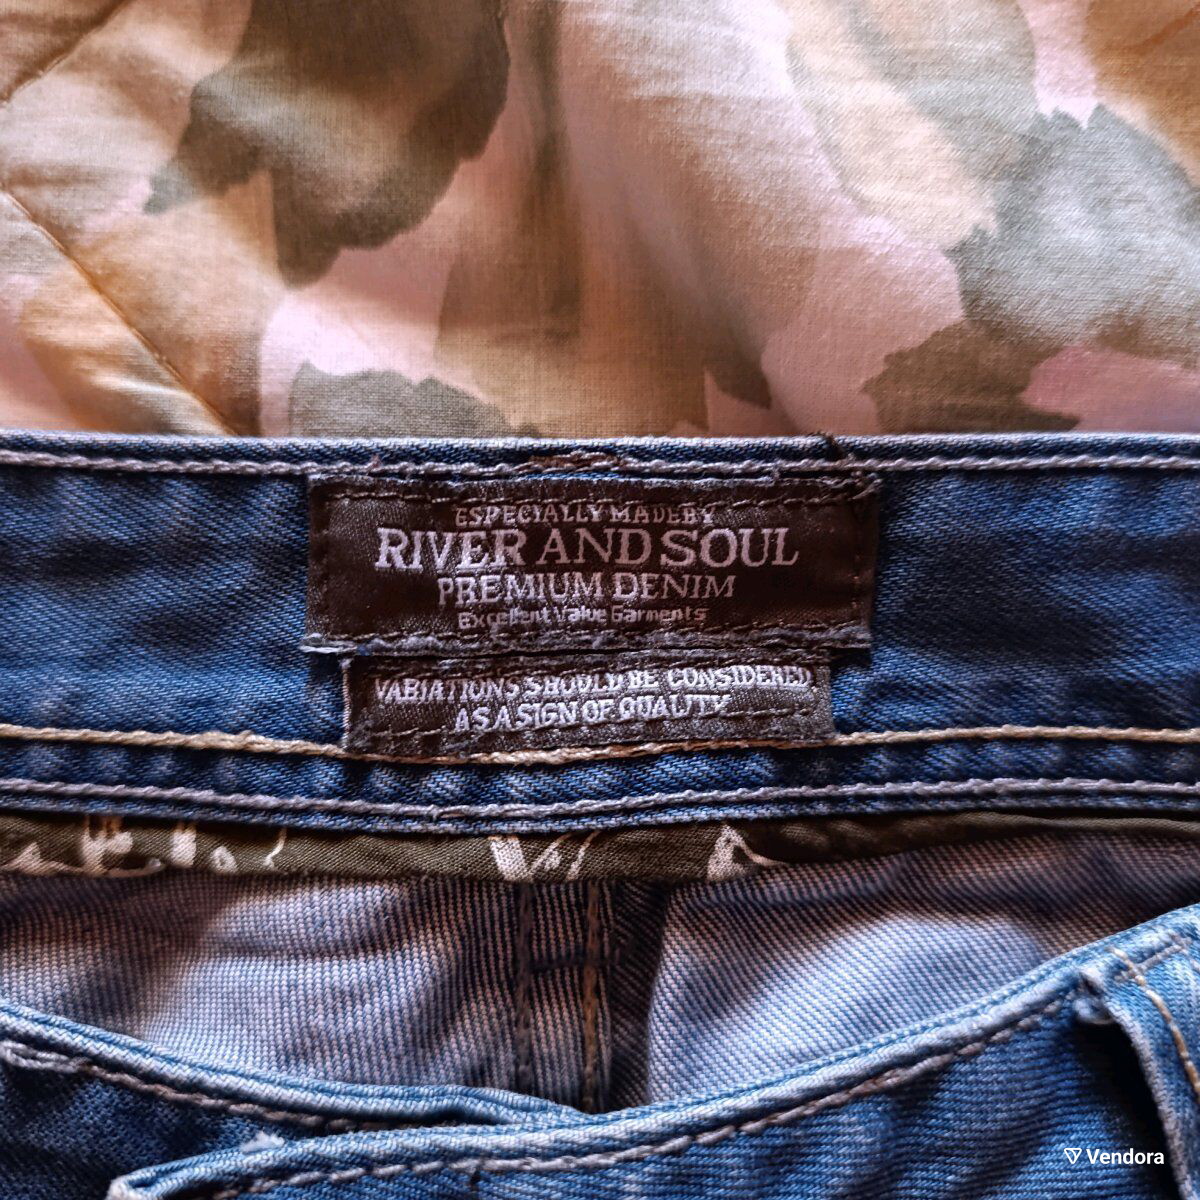 ESPECIALLY MADE BY
RIVER AND SOUL
PREMIUM DENIM
Excellent Value Garments
VARIATIONS SHOULD BE CONSIDERED
AS A SIGN OF QUALITY
Vendora